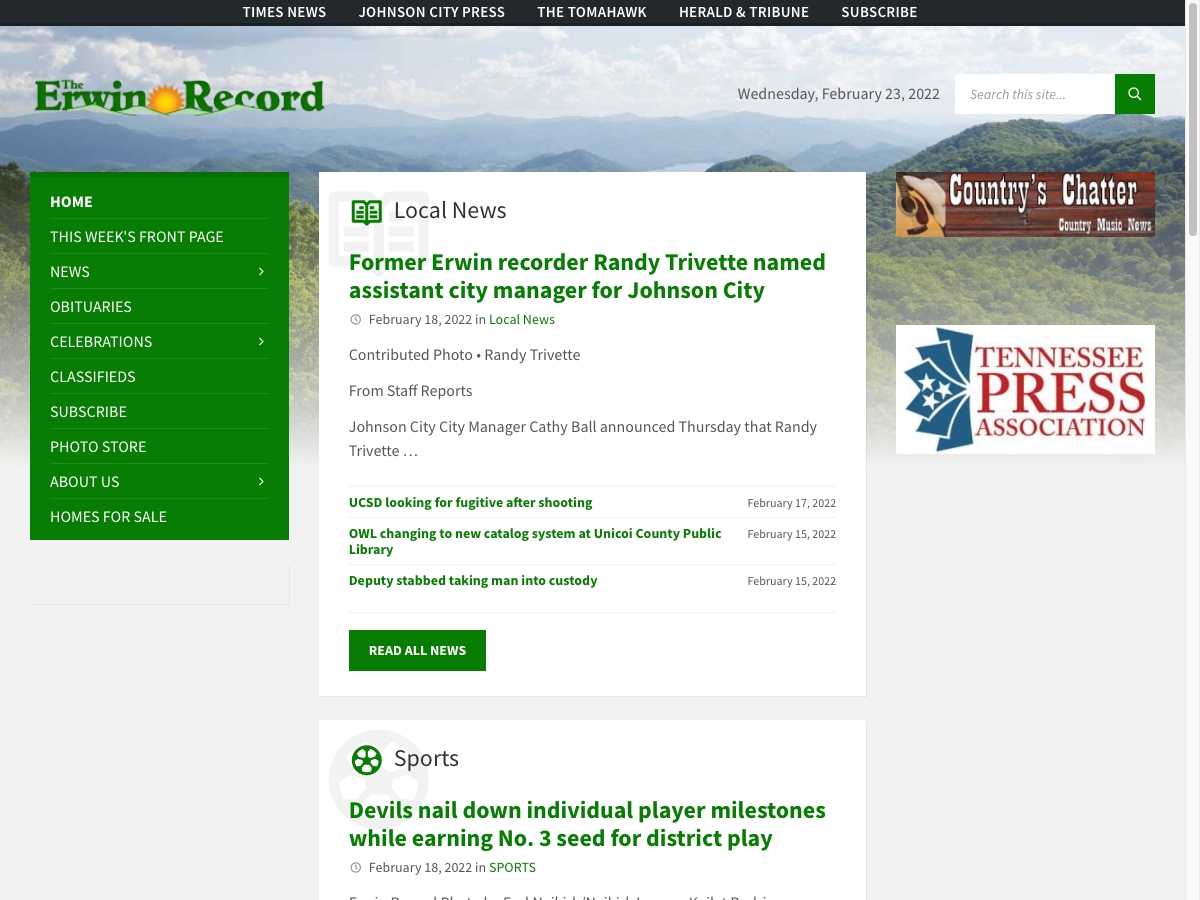 TIMES NEWS JOHNSON CITY PRESS THE TOMAHAWK HERALD & TRIBUNE SUBSCRIBE
The Erwin Record
Wednesday, February 23, 2022
Search this site...
HOME
THIS WEEK'S FRONT PAGE
NEWS
OBITUARIES
CELEBRATIONS
CLASSIFIEDS
SUBSCRIBE
PHOTO STORE
ABOUT US
HOMES FOR SALE
Local News
Former Erwin recorder Randy Trivette named
assistant city manager for Johnson City
February 18, 2022 in Local News
Contributed Photo • Randy Trivette
From Staff Reports
Johnson City City Manager Cathy Ball announced Thursday that Randy
Trivette …
UCSD looking for fugitive after shooting February 17, 2022
OWL changing to new catalog system at Unicoi County Public February 15, 2022
Library
Deputy stabbed taking man into custody February 15, 2022
READ ALL NEWS
Sports
Devils nail down individual player milestones
while earning No. 3 seed for district play
February 18, 2022 in SPORTS
Country's Chatter
Country Music News
TENNESSEE
PRESS
ASSOCIATION